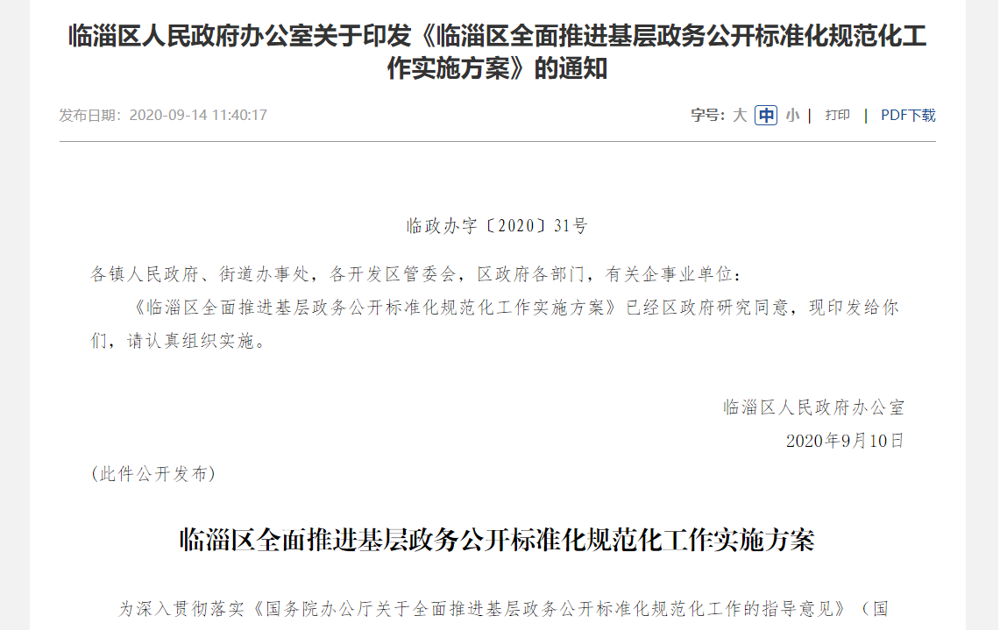 临淄区人民政府办公室关于印发《临淄区全面推进基层政务公开标准化规范化工
作实施方案》的通知
发布日期：2020-09-14 11:40:17
字号：大 中 小 | 打印 | PDF下载
临政办字〔2020〕31号
各镇人民政府、街道办事处，各开发区管委会，区政府各部门，有关企事业单位：
《临淄区全面推进基层政务公开标准化规范化工作实施方案》已经区政府研究同意，现印发给你
们，请认真组织实施。
临淄区人民政府办公室
2020年9月10日
(此件公开发布)
临淄区全面推进基层政务公开标准化规范化工作实施方案
为深入贯彻落实《国务院办公厅关于全面推进基层政务公开标准化规范化工作的指导意见》（国